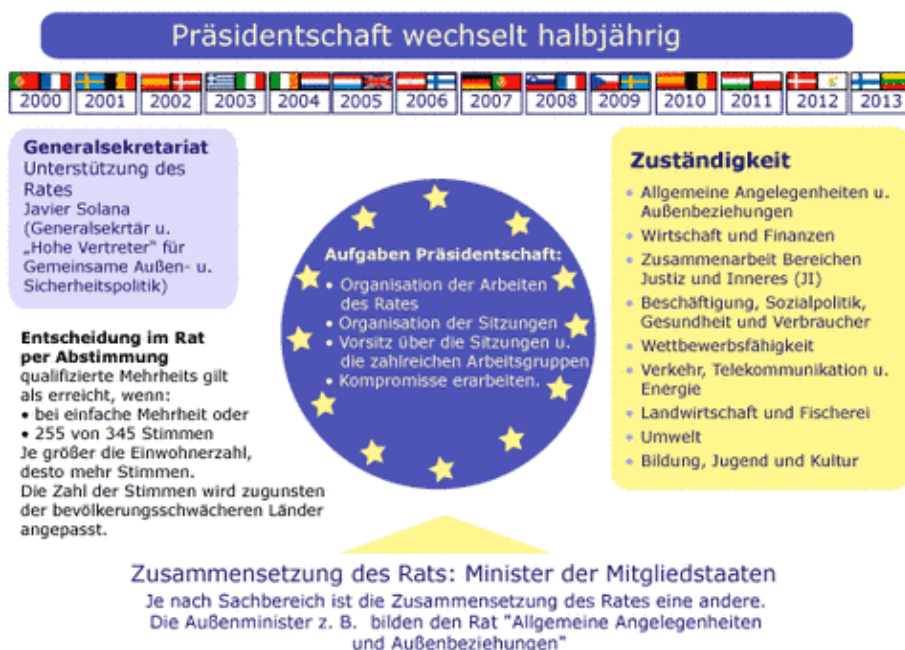 Präsidentschaft wechselt halbjährig
2000 2001 2002 2003 2004 2005 2006 2007 2008 2009 2010 2011 2012 2013
Generalsekretariat
Unterstützung des
Rates
Javier Solana
(Generalsekrtär u.
„Hohe Vertreter" für
Gemeinsame Außen- u.
Sicherheitspolitik)
Entscheidung im Rat
per Abstimmung
qualifizierte Mehrheits gilt
als erreicht, wenn:
• bei einfache Mehrheit oder
• 255 von 345 Stimmen
Je größer die Einwohnerzahl,
desto mehr Stimmen.
Die Zahl der Stimmen wird zugunsten
der bevölkerungsschwächeren Länder
angepasst.
Aufgaben Präsidentschaft:
• Organisation der Arbeiten
des Rates
• Organisation der Sitzungen
• Vorsitz über die Sitzungen u.
die zahlreichen Arbeitsgruppen
• Kompromisse erarbeiten.
Zuständigkeit
• Allgemeine Angelegenheiten u.
Außenbeziehungen
• Wirtschaft und Finanzen
• Zusammenarbeit Bereichen
Justiz und Inneres (JI)
• Beschäftigung, Sozialpolitik,
Gesundheit und Verbraucher
• Wettbewerbsfähigkeit
• Verkehr, Telekommunikation u.
Energie
• Landwirtschaft und Fischerei
• Umwelt
• Bildung, Jugend und Kultur
Zusammensetzung des Rats: Minister der Mitgliedstaaten
Je nach Sachbereich ist die Zusammensetzung des Rates eine andere.
Die Außenminister z. B. bilden den Rat "Allgemeine Angelegenheiten
und Außenbeziehungen"